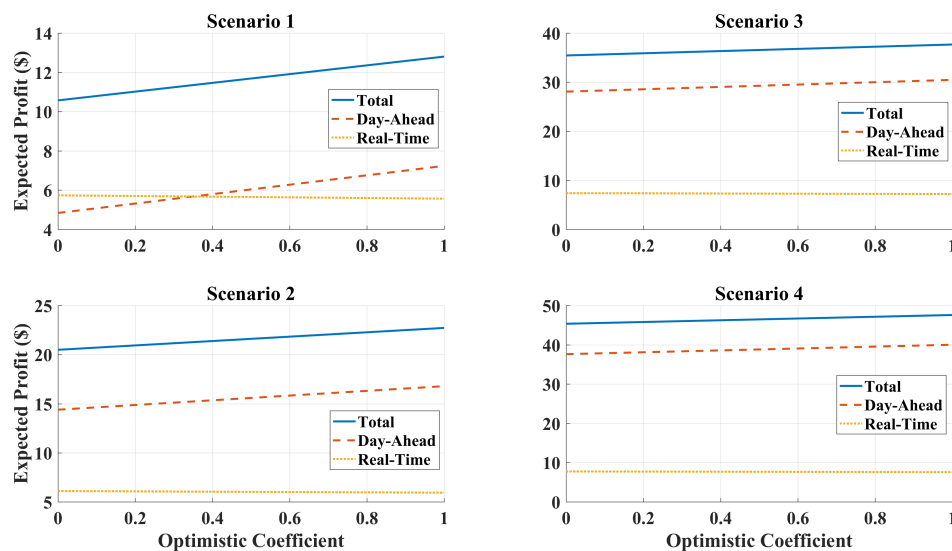 Scenario 1
Expected Profit ($)
14
12
10
8
6
4
0
0.2
0.4
0.6
0.8
1
Total
Day-Ahead
Real-Time
Scenario 3
40
30
20
10
0
0
0.2
0.4
0.6
0.8
1
Total
Day-Ahead
Real-Time
Scenario 2
Expected Profit ($)
25
20
15
10
5
0
0.2
0.4
0.6
0.8
1
Optimistic Coefficient
Total
Day-Ahead
Real-Time
Scenario 4
50
40
30
20
10
0
0
0.2
0.4
0.6
0.8
1
Optimistic Coefficient
Total
Day-Ahead
Real-Time